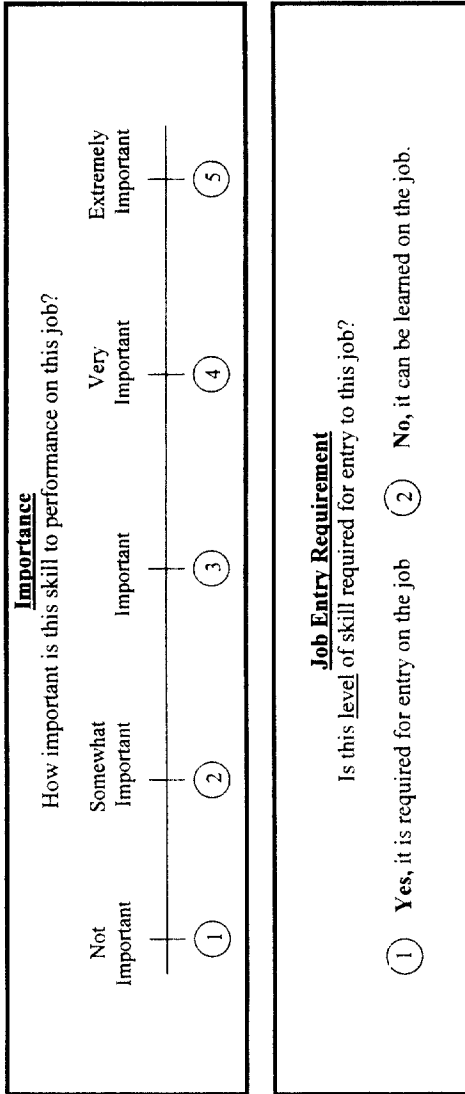 Importance
How important is this skill to performance on this job?
Not Important
Somewhat Important
Important
Very Important
Extremely Important
1 2 3 4 5
Job Entry Requirement
Is this level of skill required for entry to this job?
1 Yes, it is required for entry on the job
2 No, it can be learned on the job.